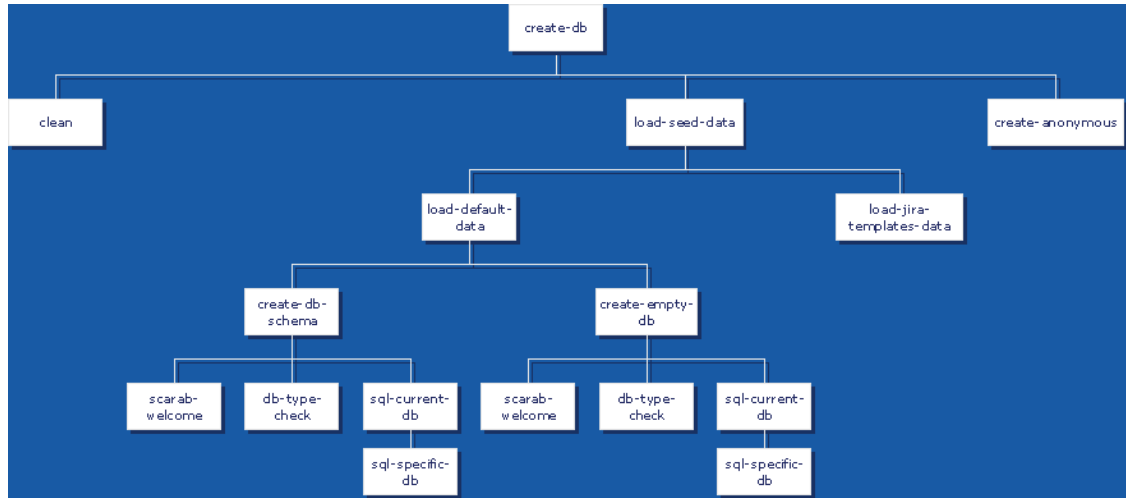 create-db
clean
load-seed-data
create-anonymous
load-default-
data
load-jira-
templates-data
create-db-
schema
create-empty-
db
scarab-
welcome
db-type-
check
sql-current-
db
scarab-
welcome
db-type-
check
sql-current-
db
sql-specific-
db
sql-specific-
db